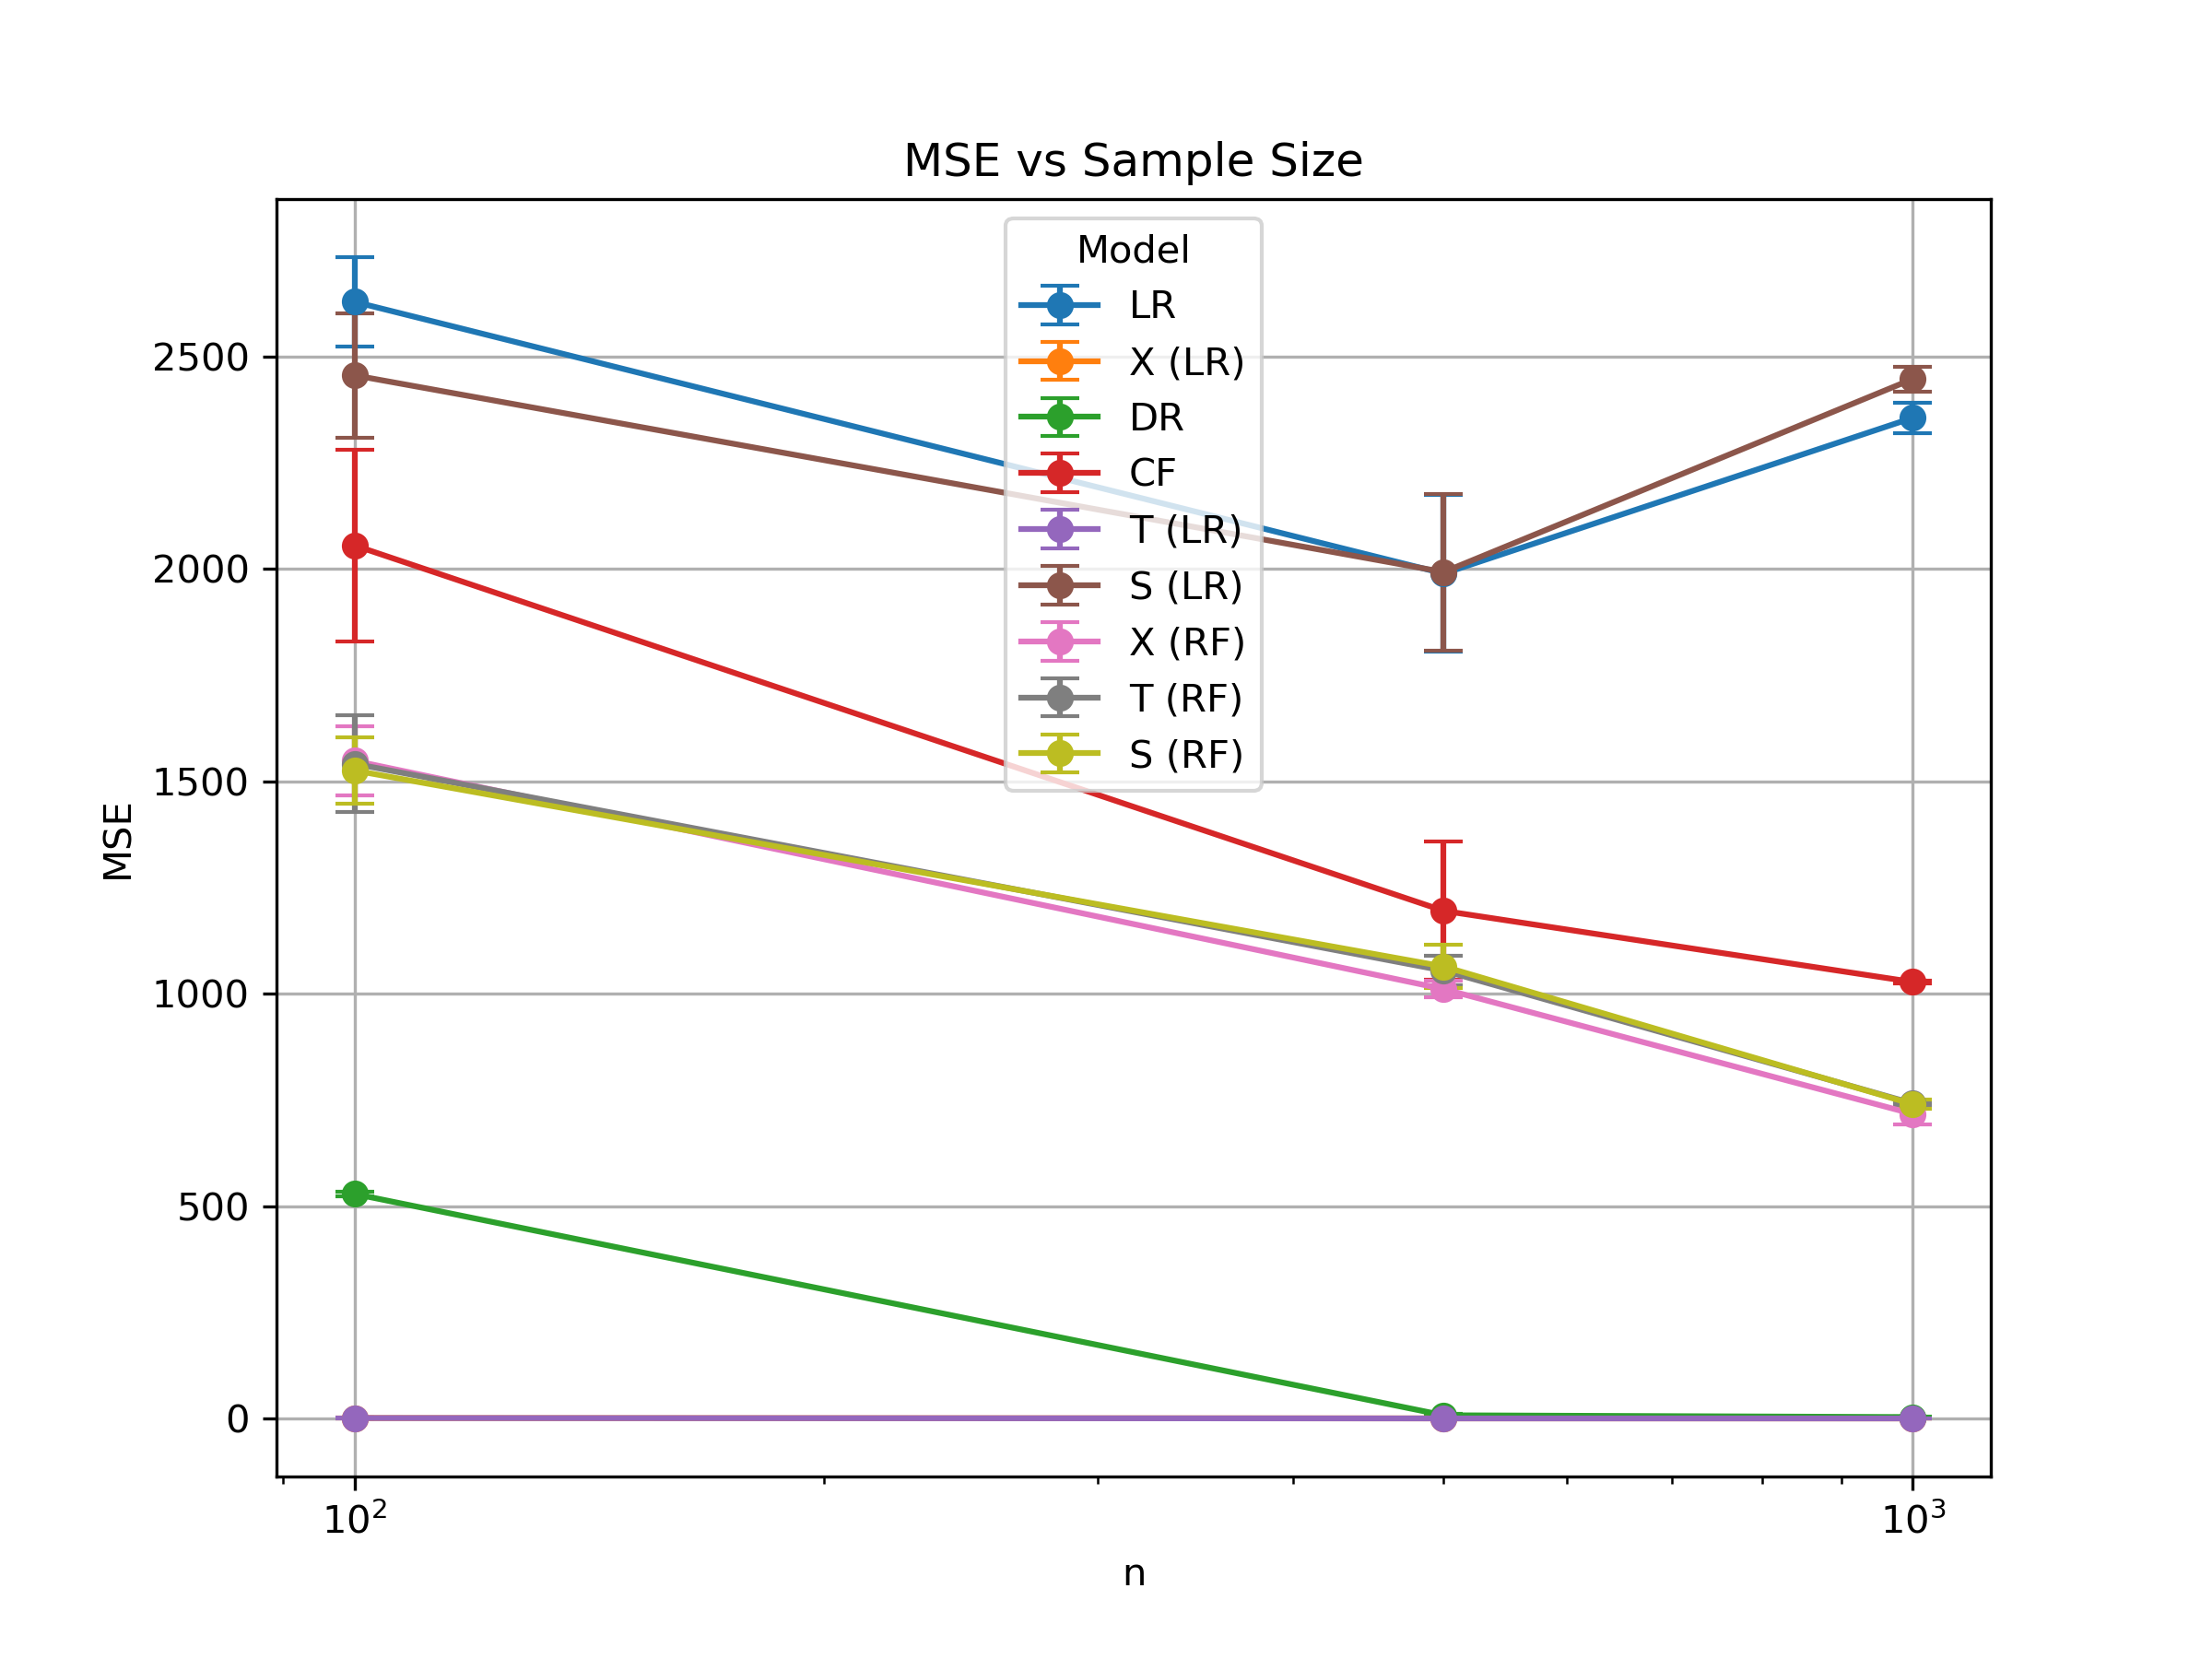 MSE vs Sample Size
Model
LR
X (LR)
DR
CF
T (LR)
S (LR)
X (RF)
T (RF)
S (RF)
MSE
2500
2000
1500
1000
500
0
10² 10³
n